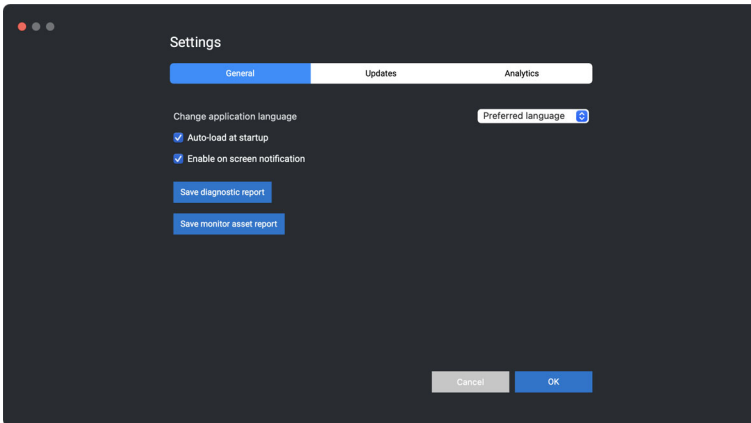 Settings
General Updates Analytics
Change application language Preferred language
Auto-load at startup
Enable on screen notification
Save diagnostic report
Save monitor asset report
Cancel OK